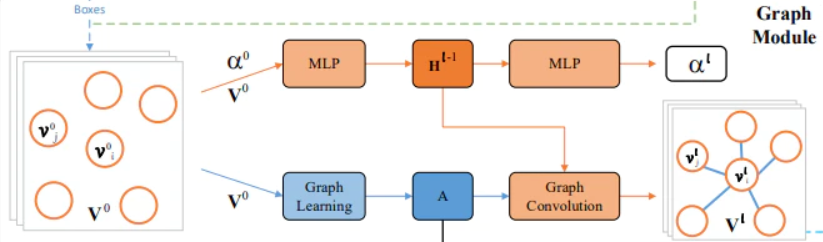 Boxes
Graph
Module
α⁰
V⁰
MLP
Hˡ⁻¹
MLP
αˡ
v⁰ⱼ
v⁰ᵢ
V⁰
V⁰
Graph
Learning
A
Graph
Convolution
vˡⱼ
vˡᵢ
Vˡ